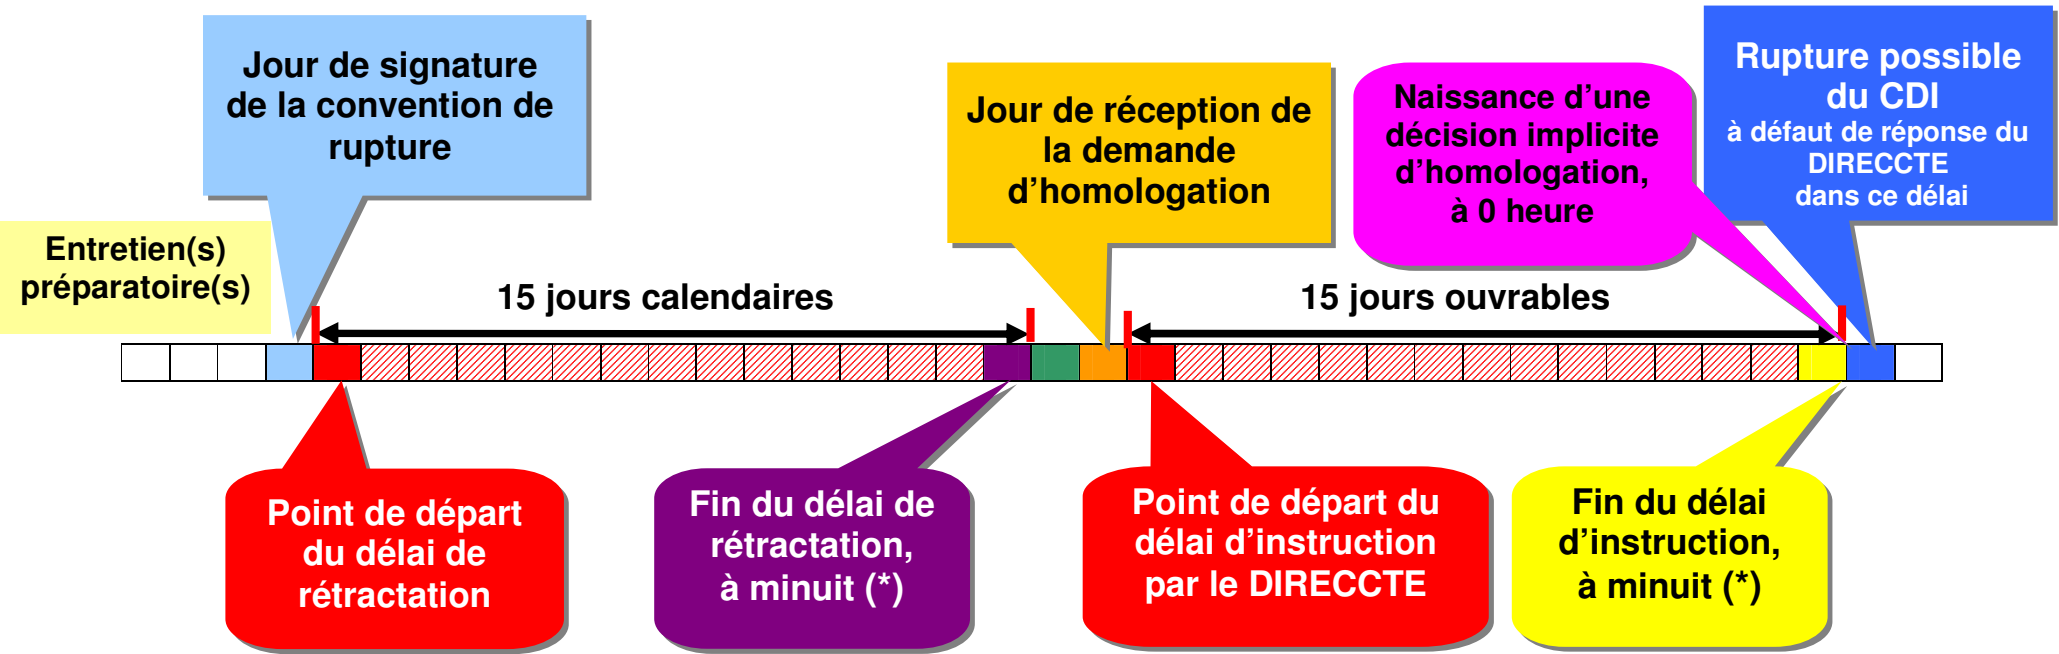 Jour de signature
de la convention de
rupture
Jour de réception de
la demande
d'homologation
Naissance d'une
décision implicite
d'homologation,
à 0 heure
Rupture possible
du CDI
à défaut de réponse du
DIRECCTE
dans ce délai
Entretien(s)
préparatoire(s)
15 jours calendaires
15 jours ouvrables
Point de départ
du délai de
rétractation
Fin du délai de
rétractation,
à minuit (*)
Point de départ du
délai d'instruction
par le DIRECCTE
Fin du délai
d'instruction,
à minuit (*)